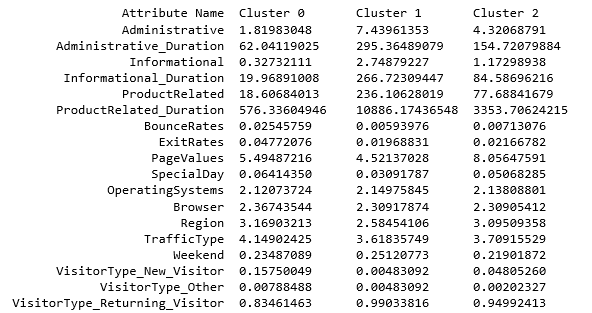 Attribute Name Cluster 0 Cluster 1 Cluster 2
Administrative 1.81983048 7.43961353 4.32068791
Administrative_Duration 62.04119025 295.36489079 154.72079884
Informational 0.32732111 2.74879227 1.17298938
Informational_Duration 19.96891008 266.72309447 84.58696216
ProductRelated 18.60684013 236.10628019 77.68841679
ProductRelated_Duration 576.33604946 10886.17436548 3353.70624215
BounceRates 0.02545759 0.00593976 0.00713076
ExitRates 0.04772076 0.01968831 0.02166782
PageValues 5.49487216 4.52137028 8.05647591
SpecialDay 0.06414350 0.03091787 0.05068285
OperatingSystems 2.12073724 2.14975845 2.13808801
Browser 2.36743544 2.30917874 2.30905412
Region 3.16903213 2.58454106 3.09509358
TrafficType 4.14902425 3.61835749 3.70915529
Weekend 0.23487089 0.25120773 0.21901872
VisitorType_New_Visitor 0.15750049 0.00483092 0.04805260
VisitorType_Other 0.00788488 0.00483092 0.00202327
VisitorType_Returning_Visitor 0.83461463 0.99033816 0.94992413